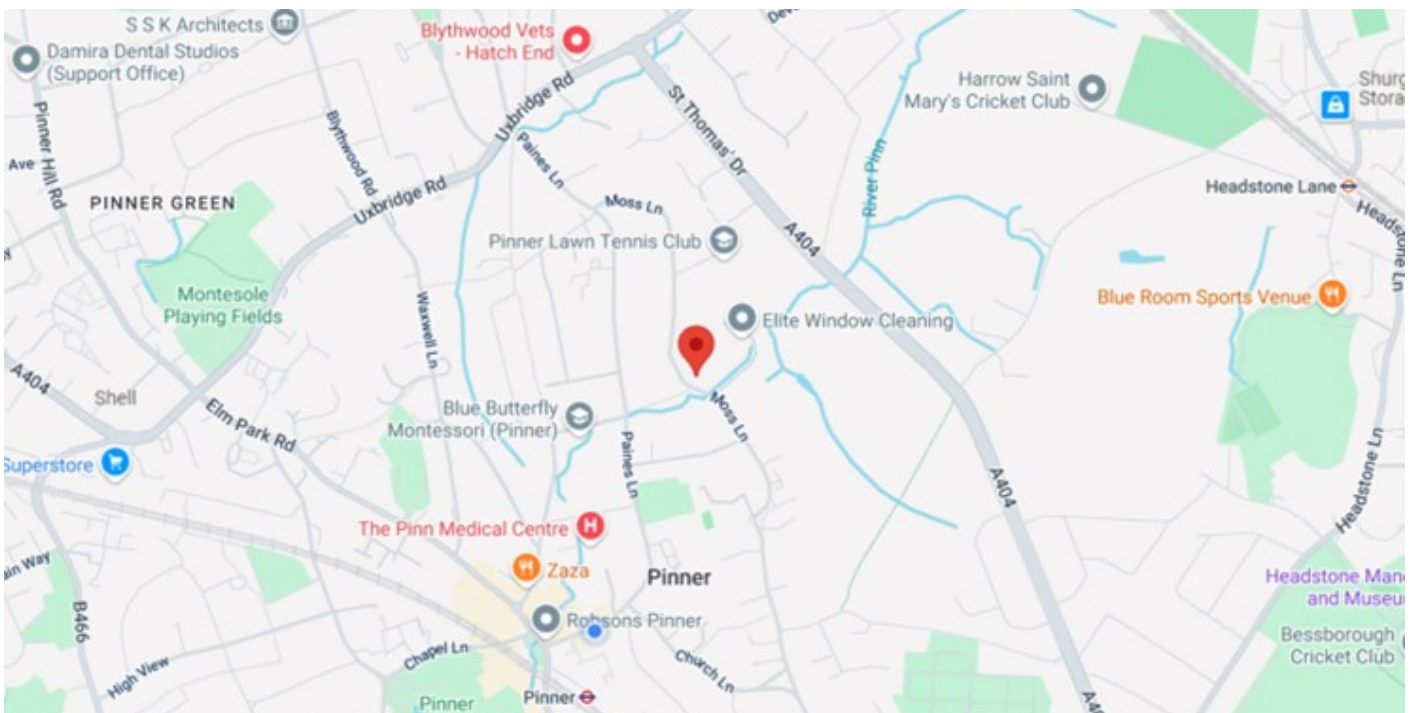 S S K Architects
Damira Dental Studios
(Support Office)
Blythwood Vets
- Hatch End
Uxbridge Rd
St Thomas' Dr
Harrow Saint
Mary's Cricket Club
Shurg
Stora
Pinner Hill Rd
Ave
Blythwood Rd
Paines Ln
River Pinn
Headstone Lane
Headstone Ln
PINNER GREEN
Uxbridge Rd
Moss Ln
Pinner Lawn Tennis Club
A404
Montesole
Playing Fields
Waxwell Ln
Elite Window Cleaning
Blue Room Sports Venue
A404
Shell
Elm Park Rd
Blue Butterfly
Montessori (Pinner)
Moss Ln
Paines Ln
Superstore
A404
Headstone Ln
The Pinn Medical Centre
Zaza
Pinner
ain Way
B466
Robsons Pinner
Headstone Mano
and Museu
Bessborough
Cricket Club
Chapel Ln
High View
Church Ln
Pinner
Pinner